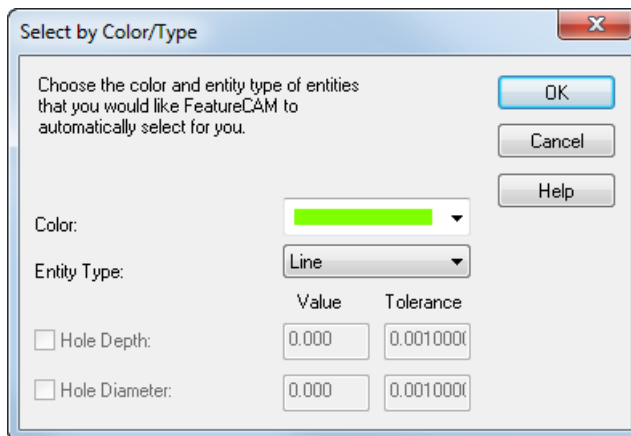 Select by Color/Type
Choose the color and entity type of entities
that you would like FeatureCAM to
automatically select for you.
OK
Cancel
Help
Color:
Entity Type:
Line
Value Tolerance
Hole Depth: 0.000 0.001000(
Hole Diameter: 0.000 0.001000(